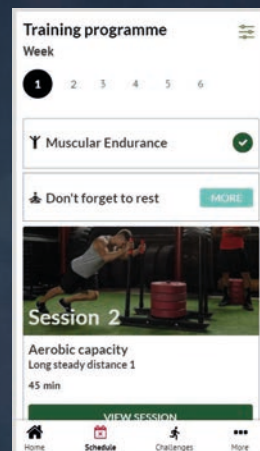 Training programme
Week
1 2 3 4 5 6
Muscular Endurance
Don't forget to rest MORE
Session 2
Aerobic capacity
Long steady distance 1
45 min
VIEW SESSION
Home Schedule Challenges More